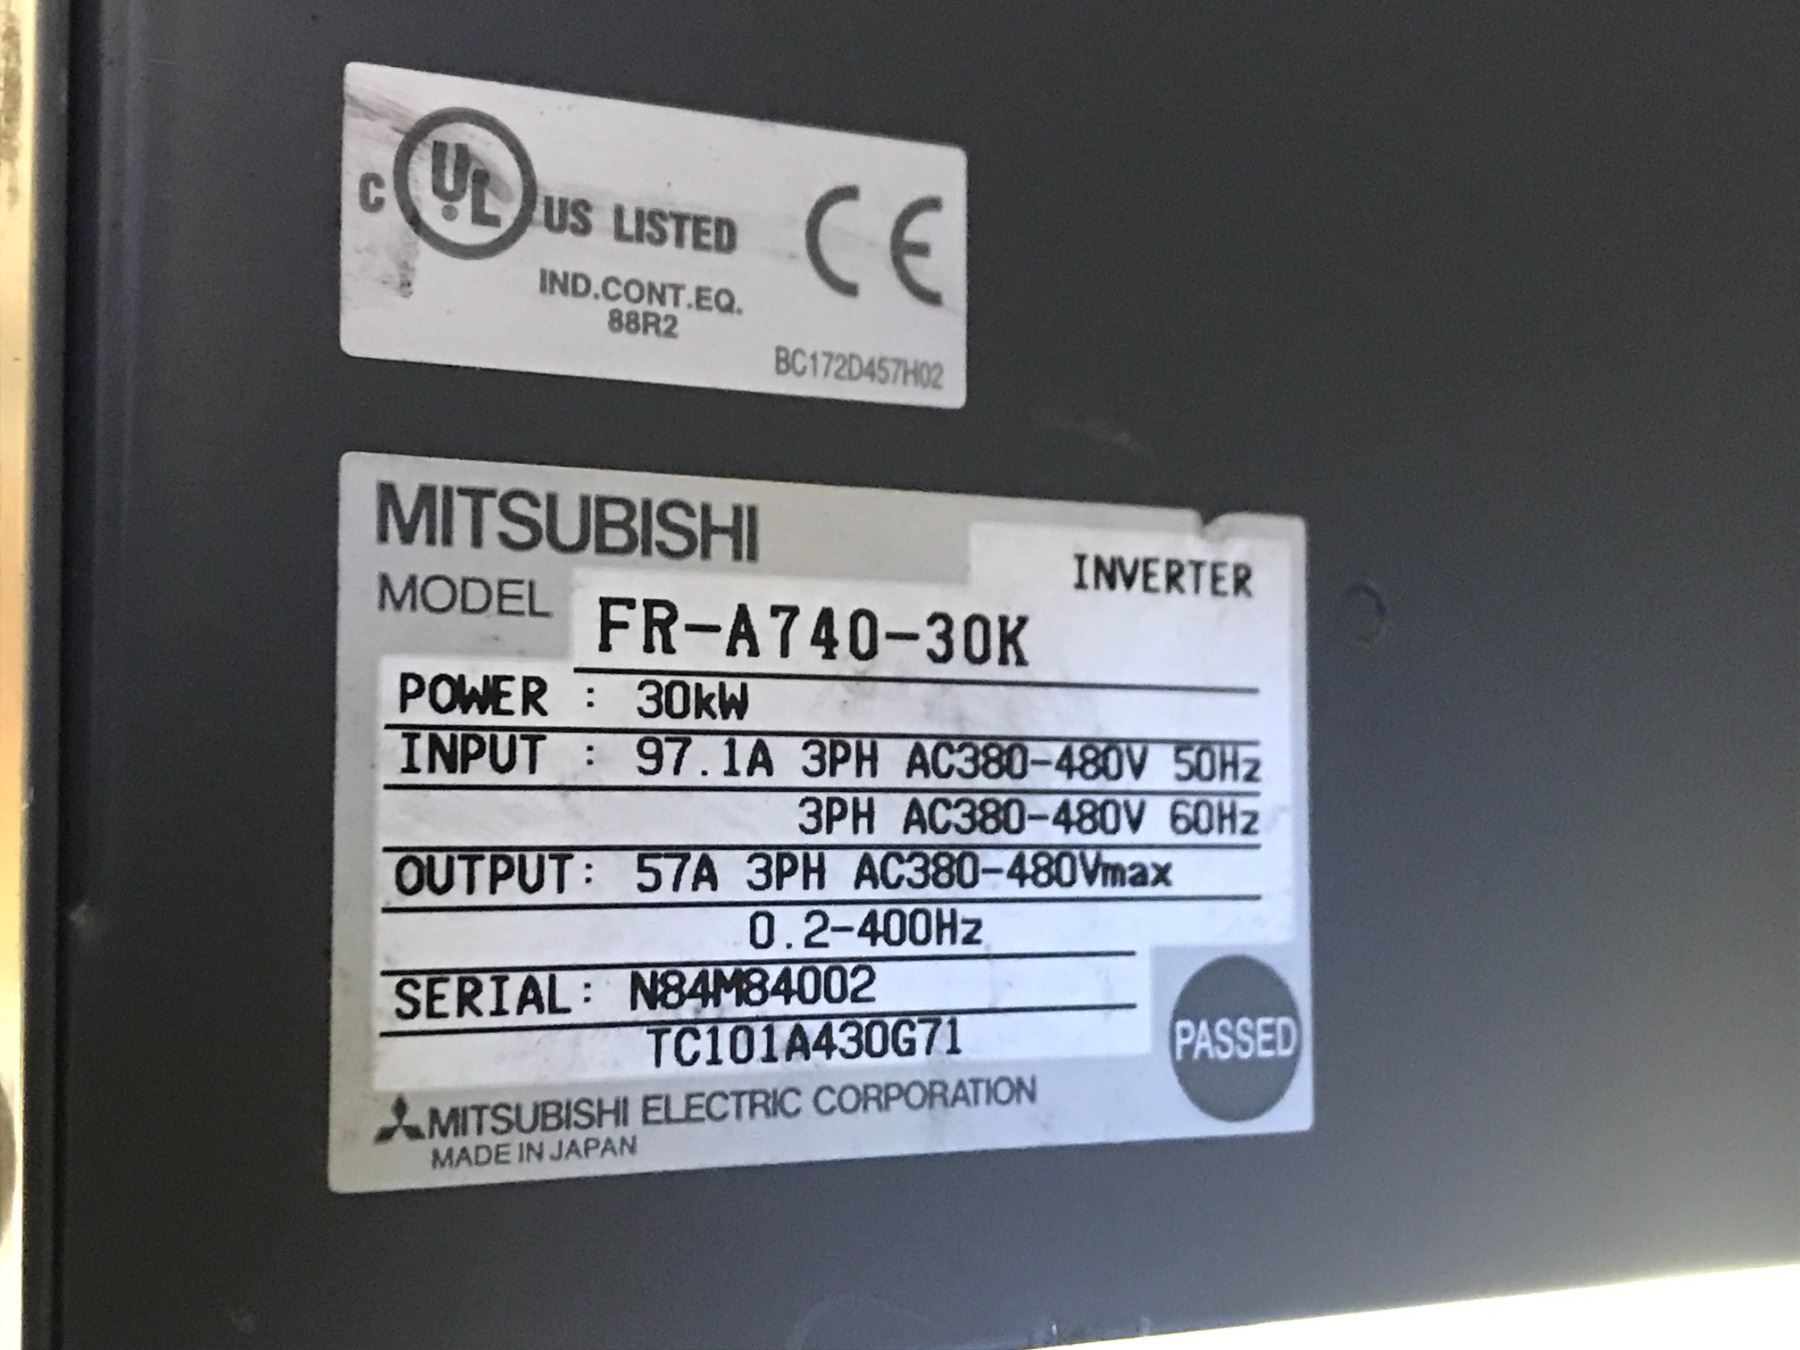 C UL US LISTED CE
IND.CONT.EQ.
88R2
BC172D457H02
MITSUBISHI
INVERTER
MODEL FR-A740-30K
POWER : 30kW
INPUT : 97.1A 3PH AC380-480V 50Hz
3PH AC380-480V 60Hz
OUTPUT: 57A 3PH AC380-480Vmax
0.2-400Hz
SERIAL: N84M84002
TC101A430G71
PASSED
MITSUBISHI ELECTRIC CORPORATION
MADE IN JAPAN